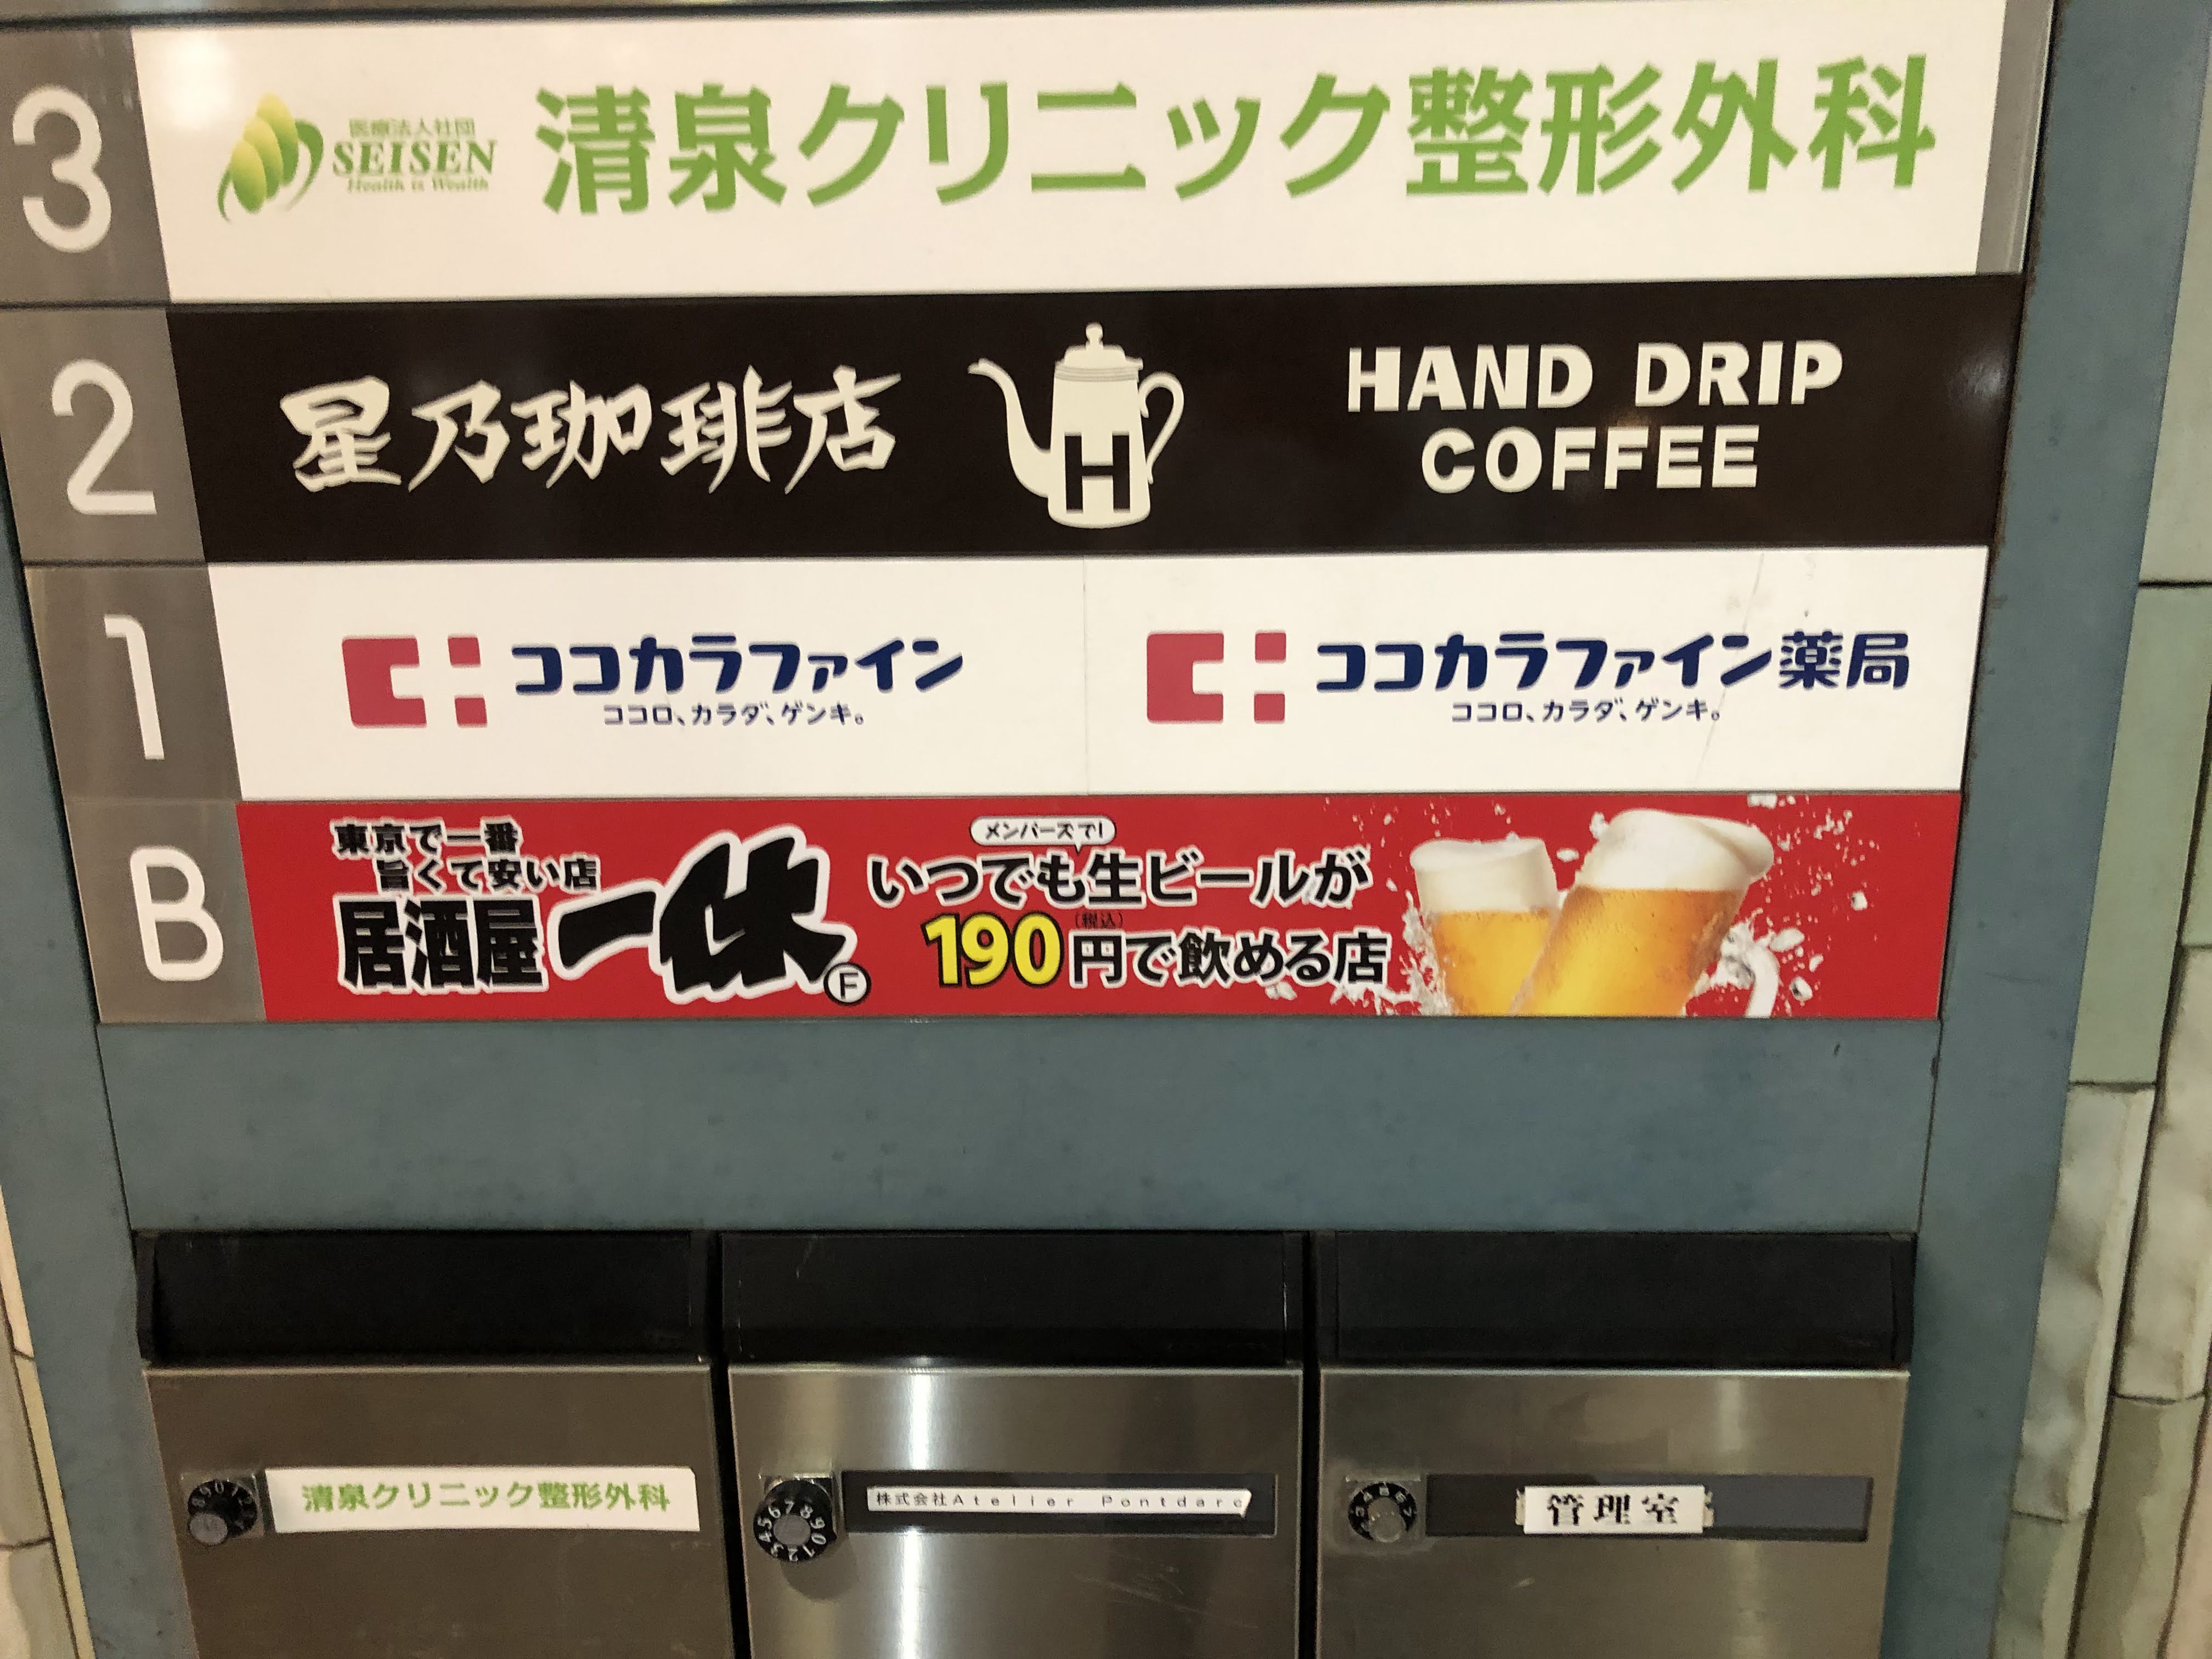 3
医療法人社団
SEISEN
Health is Wealth
清泉クリニック整形外科
2
星乃珈琲店
H
HAND DRIP
COFFEE
1
ココカラファイン
ココロ、カラダ、ゲンキ。
ココカラファイン薬局
ココロ、カラダ、ゲンキ。
B
東京で一番
旨くて安い店
居酒屋一休
F
メンバーズで!
いつでも生ビールが
190円(税込)で飲める店
清泉クリニック整形外科
株式会社Atelier Pontdarc
管理室